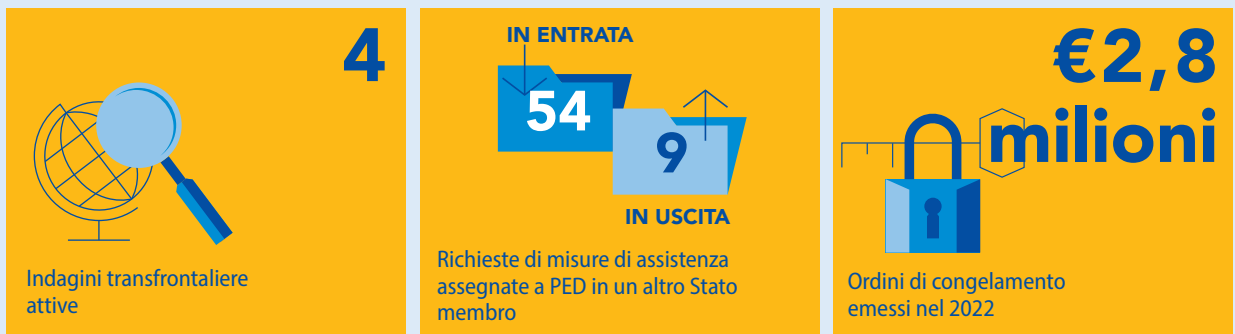 4
Indagini transfrontaliere
attive
IN ENTRATA
54
9
IN USCITA
Richieste di misure di assistenza
assegnate a PED in un altro Stato
membro
€2,8
milioni
Ordini di congelamento
emessi nel 2022